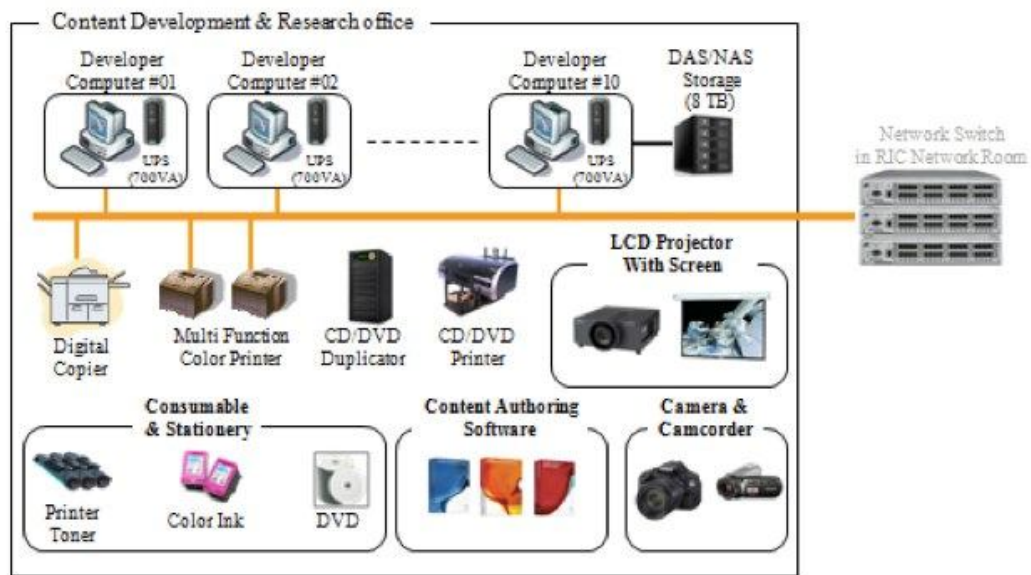 Content Development & Research office
Developer
Computer #01
Developer
Computer #02
Developer
Computer #10
DAS/NAS
Storage
(8 TB)
UPS
(700VA)
UPS
(700VA)
UPS
(700VA)
Network Switch
in RIC Network Room
Digital
Copier
Multi Function
Color Printer
CD/DVD
Duplicator
CD/DVD
Printer
LCD Projector
With Screen
Consumable
& Stationery
Printer
Toner
Color Ink
DVD
Content Authoring
Software
Camera &
Camcorder